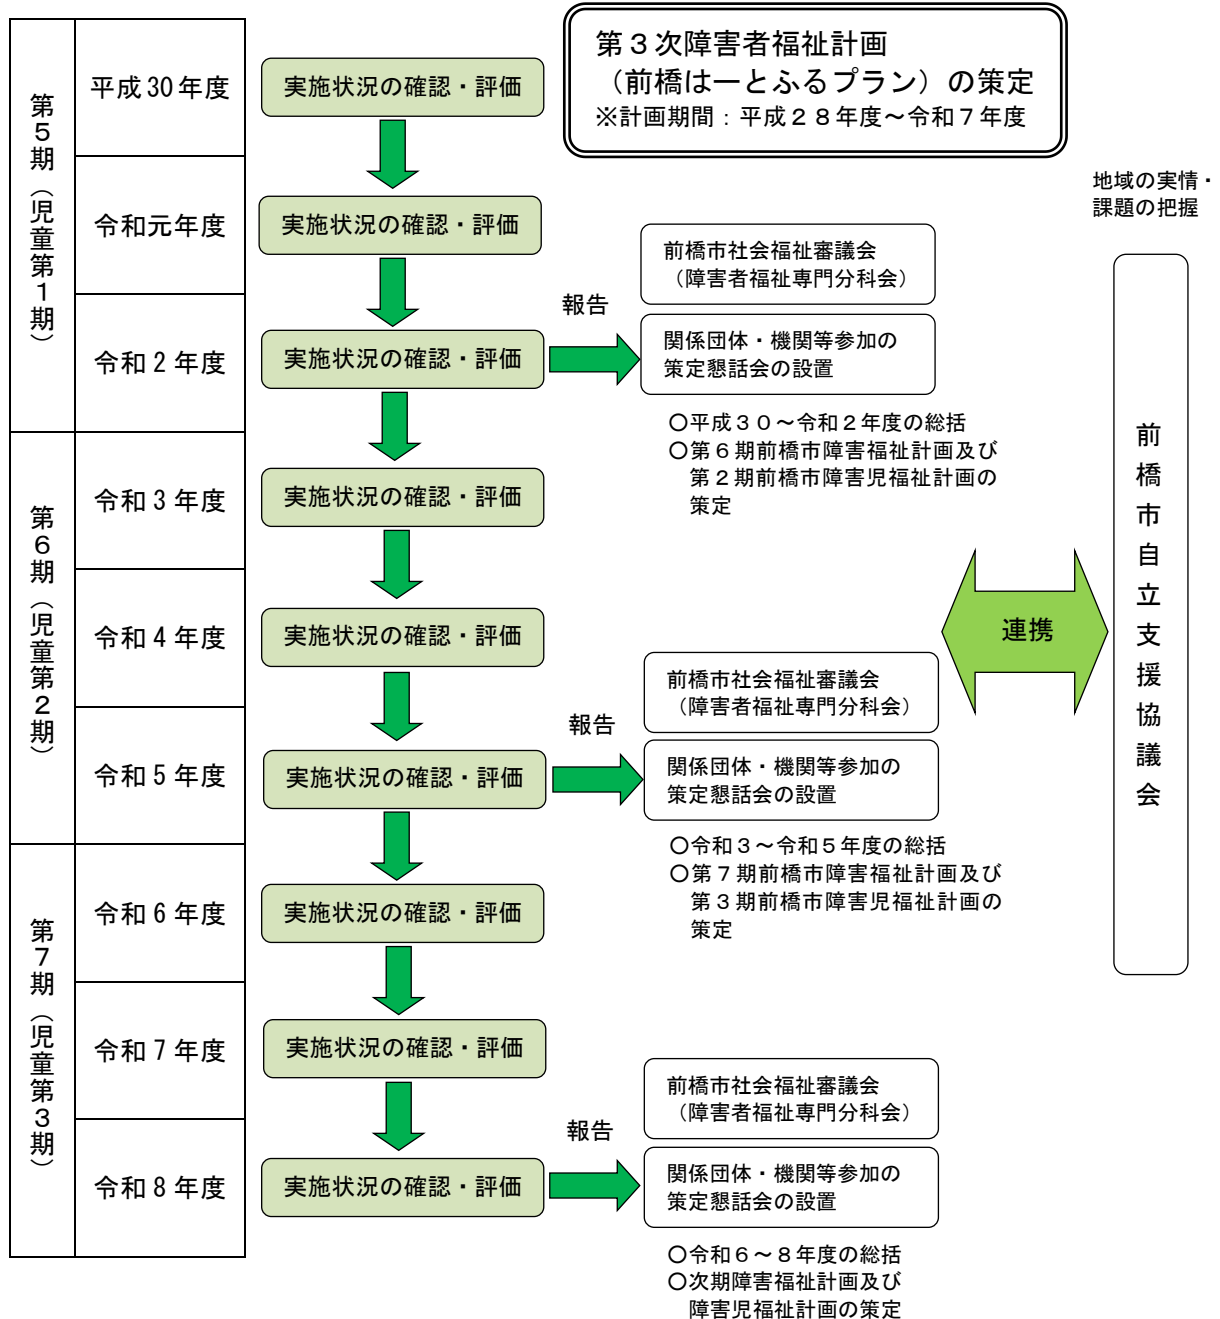 第３次障害者福祉計画
（前橋はーとふるプラン）の策定
※計画期間：平成２８年度～令和７年度
第５期（児童第１期）
平成30年度
実施状況の確認・評価
令和元年度
実施状況の確認・評価
令和２年度
実施状況の確認・評価
報告
前橋市社会福祉審議会
（障害者福祉専門分科会）
関係団体・機関等参加の
策定懇話会の設置
○平成３０～令和２年度の総括
○第６期前橋市障害福祉計画及び
第２期前橋市障害児福祉計画の
策定
第６期（児童第２期）
令和３年度
実施状況の確認・評価
令和４年度
実施状況の確認・評価
令和５年度
実施状況の確認・評価
報告
前橋市社会福祉審議会
（障害者福祉専門分科会）
関係団体・機関等参加の
策定懇話会の設置
○令和３～令和５年度の総括
○第７期前橋市障害福祉計画及び
第３期前橋市障害児福祉計画の
策定
第７期（児童第３期）
令和６年度
実施状況の確認・評価
令和７年度
実施状況の確認・評価
令和８年度
実施状況の確認・評価
報告
前橋市社会福祉審議会
（障害者福祉専門分科会）
関係団体・機関等参加の
策定懇話会の設置
○令和６～８年度の総括
○次期障害福祉計画及び
障害児福祉計画の策定
連携
地域の実情・
課題の把握
前橋市自立支援協議会